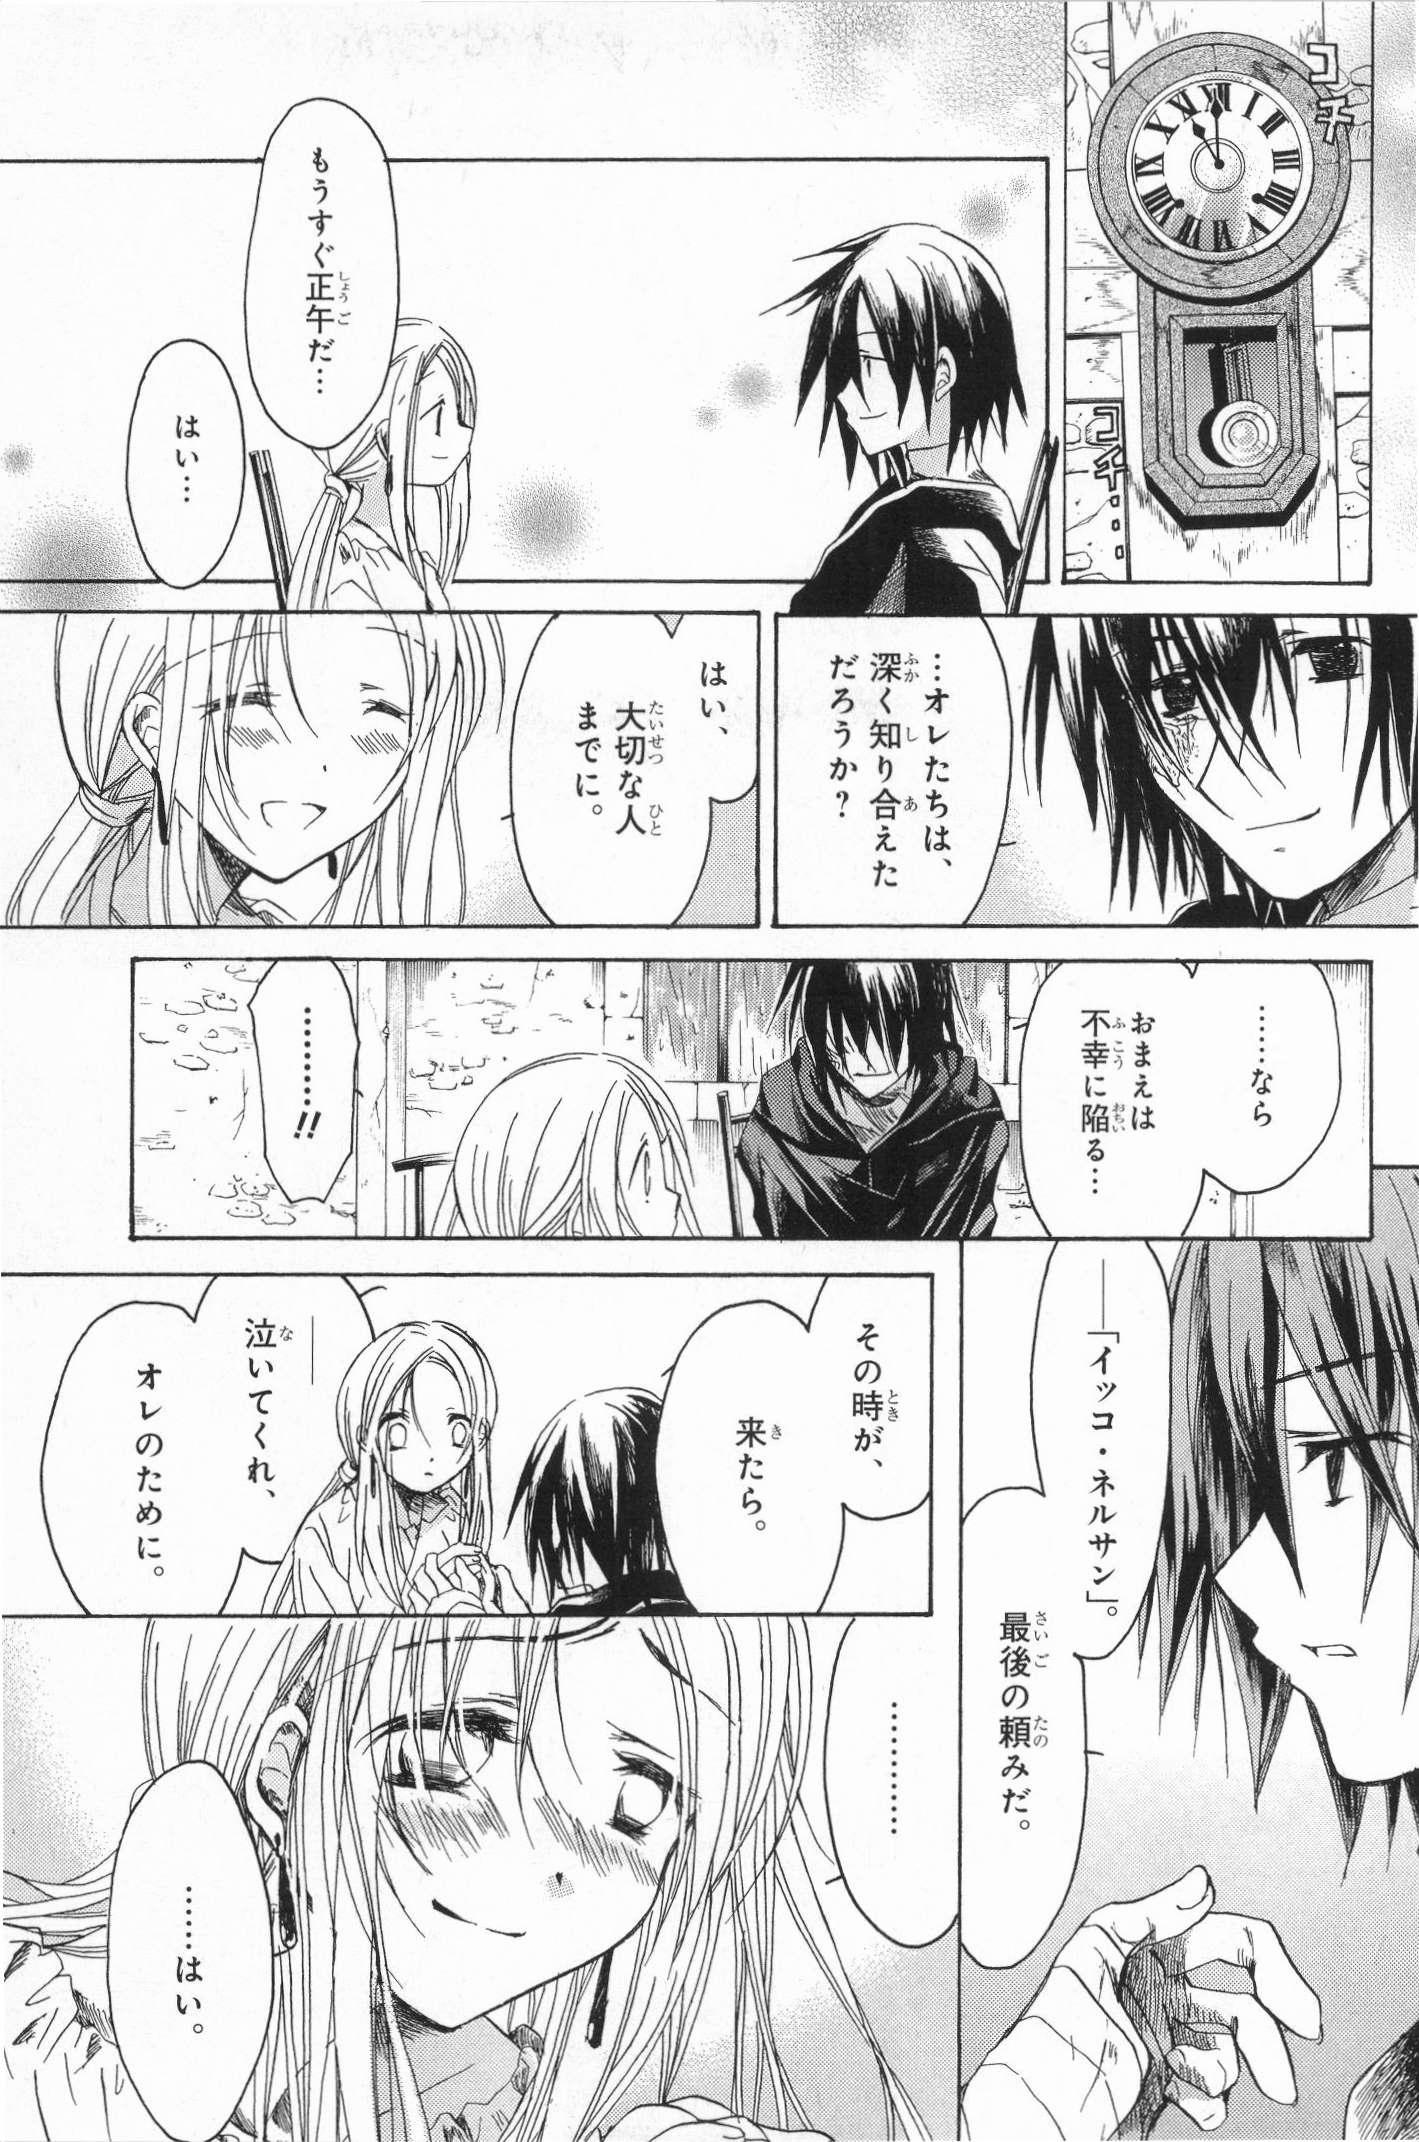 コチ
コチ...
もうすぐ正午だ…
はい…
…オレたちは、
深く知り合えた
だろうか？
はい、
大切な人
までに。
……なら
おまえは
不幸に陥る…
…………!!
――「イッコ・ネルサン」。
最後の頼みだ。
その時が、
来たら。
――
泣いてくれ、
オレのために。
…………
……はい。